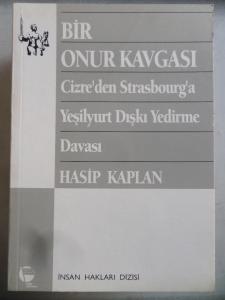 BİR
ONUR KAVGASI
Cizre'den Strasbourg'a
Yeşilyurt Dışkı Yedirme
Davası
HASİP KAPLAN
İNSAN HAKLARI DİZİSİ